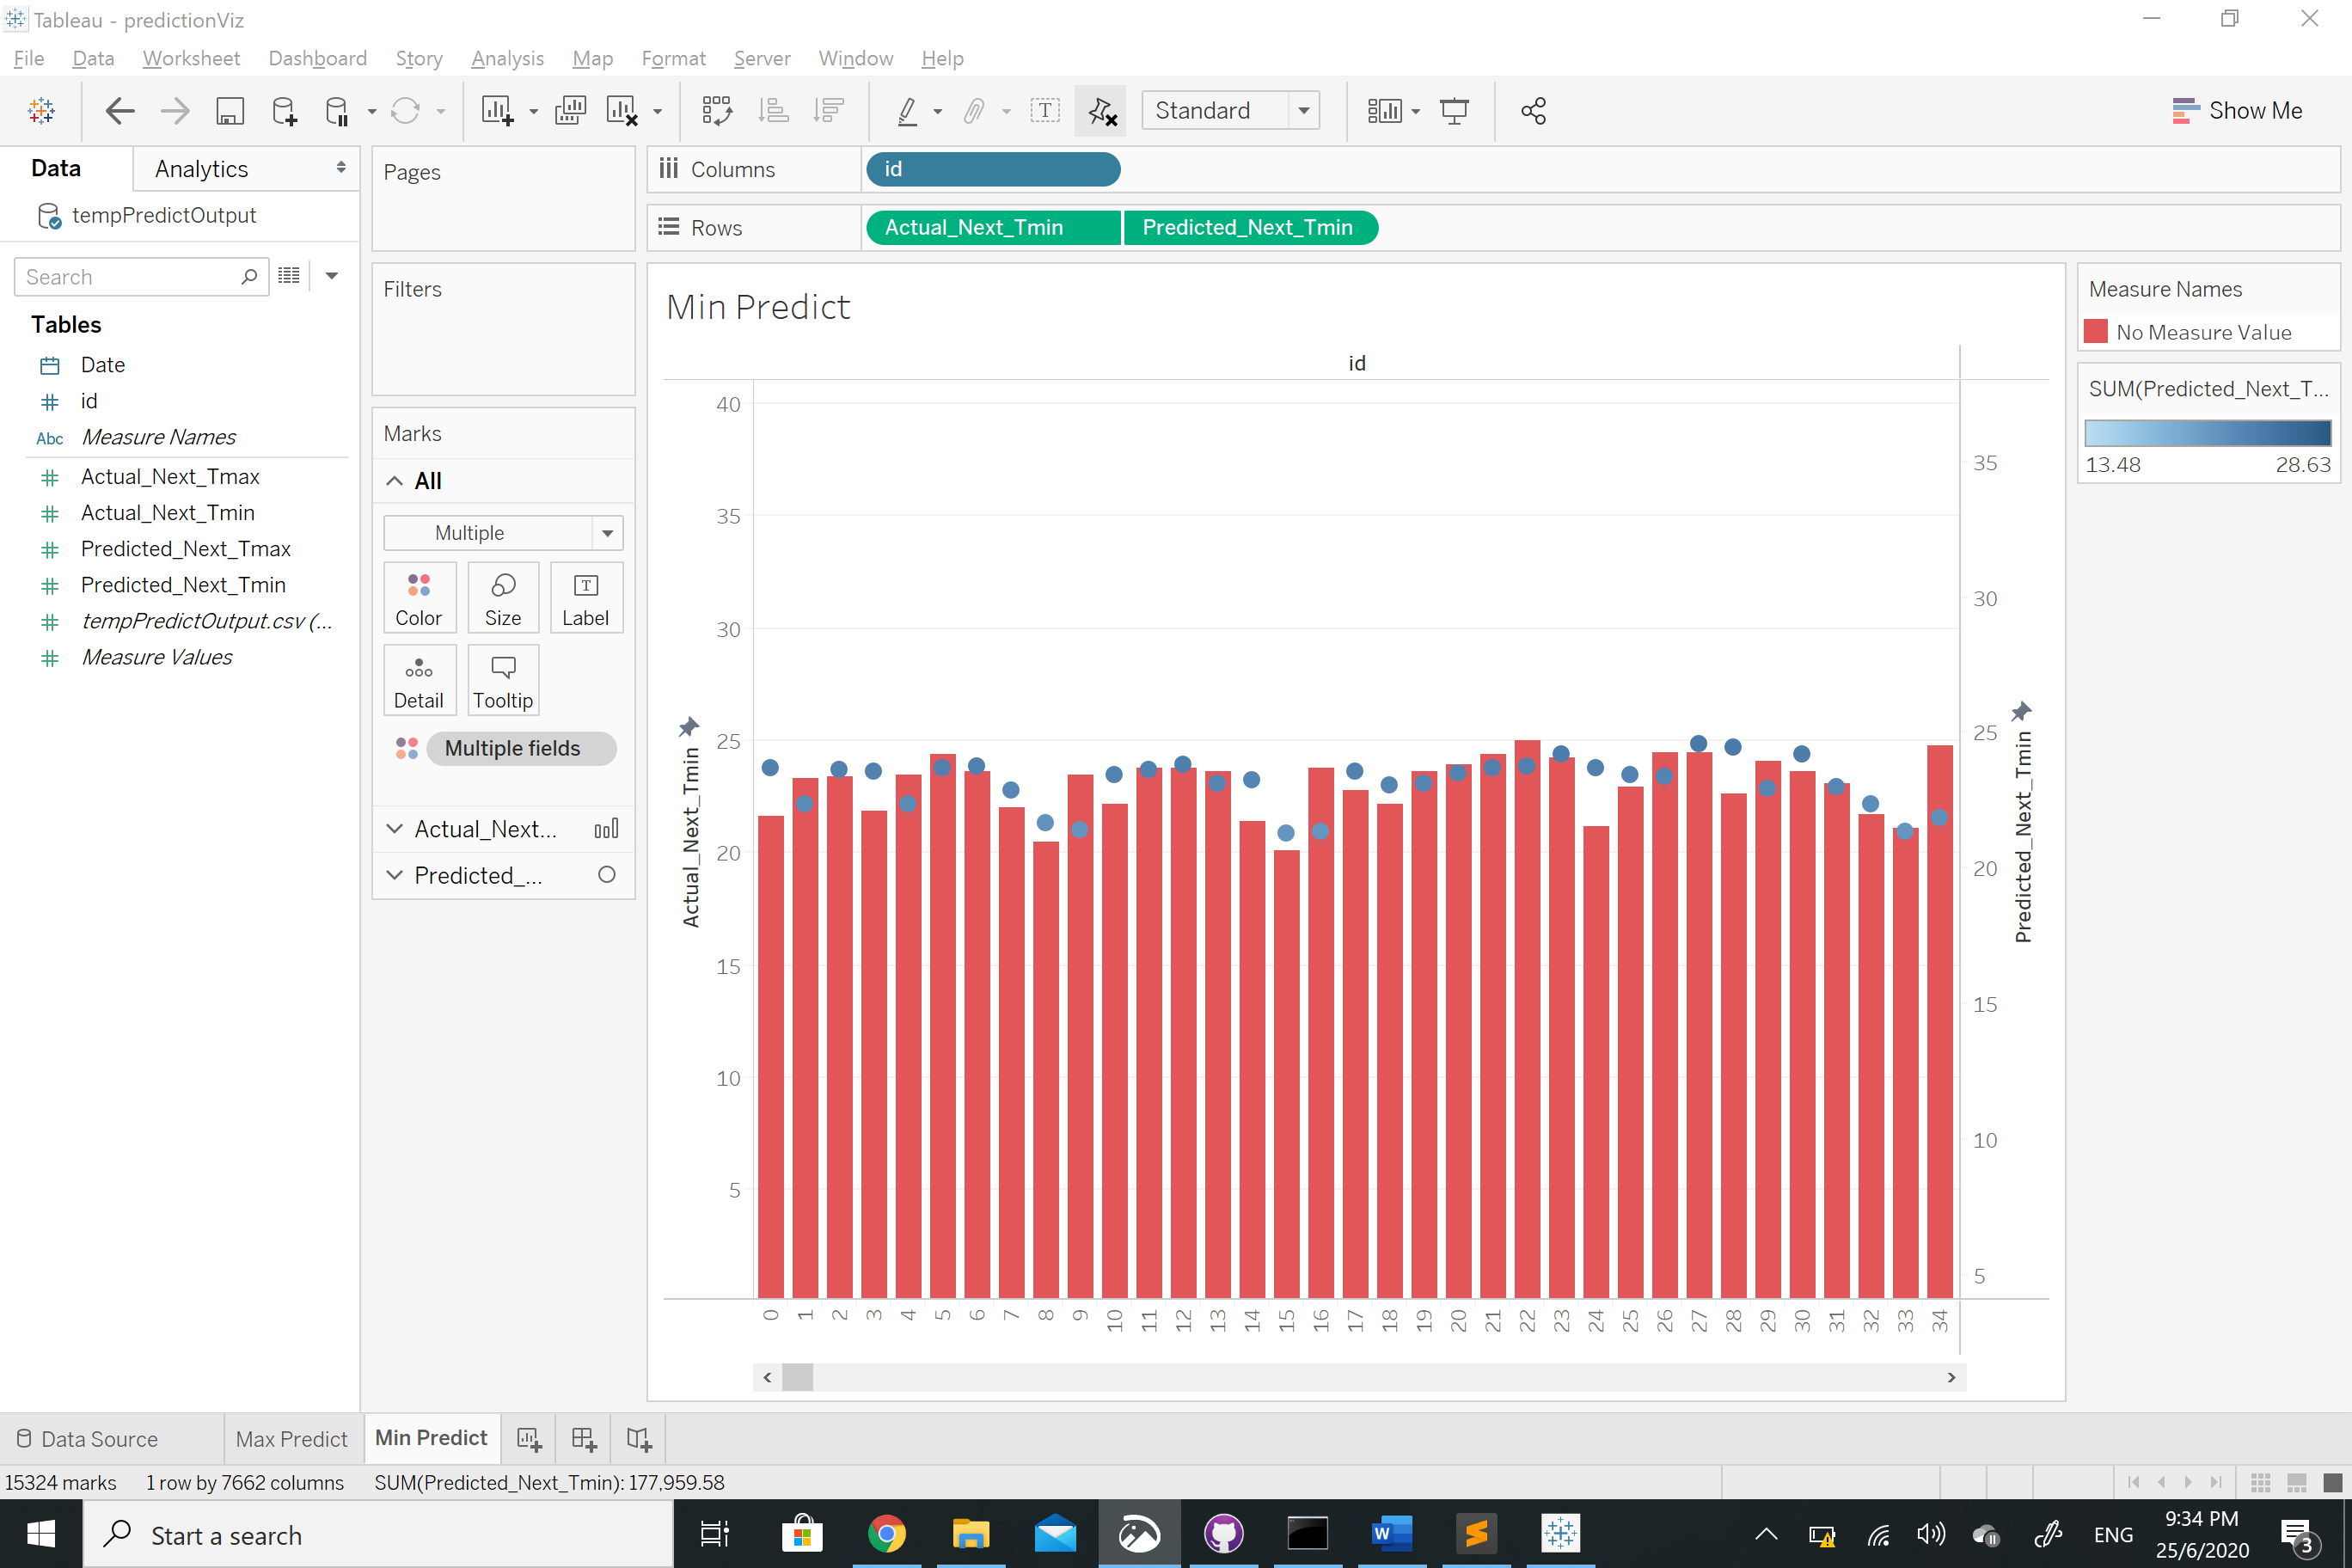 Tableau - predictionViz
File Data Worksheet Dashboard Story Analysis Map Format Server Window Help
Standard
Show Me
Data Analytics
tempPredictOutput
Search
Tables
Date
id
Abc Measure Names
Actual_Next_Tmax
Actual_Next_Tmin
Predicted_Next_Tmax
Predicted_Next_Tmin
tempPredictOutput.csv (...
Measure Values
Pages
Filters
Marks
All
Multiple
Color Size Label
Detail Tooltip
Multiple fields
Actual_Next...
Predicted_...
Columns id
Rows Actual_Next_Tmin Predicted_Next_Tmin
Min Predict
id
Actual_Next_Tmin
40
35
30
25
20
15
10
5
35
30
25
20
15
10
5
Predicted_Next_Tmin
0 1 2 3 4 5 6 7 8 9 10 11 12 13 14 15 16 17 18 19 20 21 22 23 24 25 26 27 28 29 30 31 32 33 34
Measure Names
No Measure Value
SUM(Predicted_Next_T...
13.48 28.63
Data Source Max Predict Min Predict
15324 marks 1 row by 7662 columns SUM(Predicted_Next_Tmin): 177,959.58
Start a search
ENG
9:34 PM
25/6/2020
3